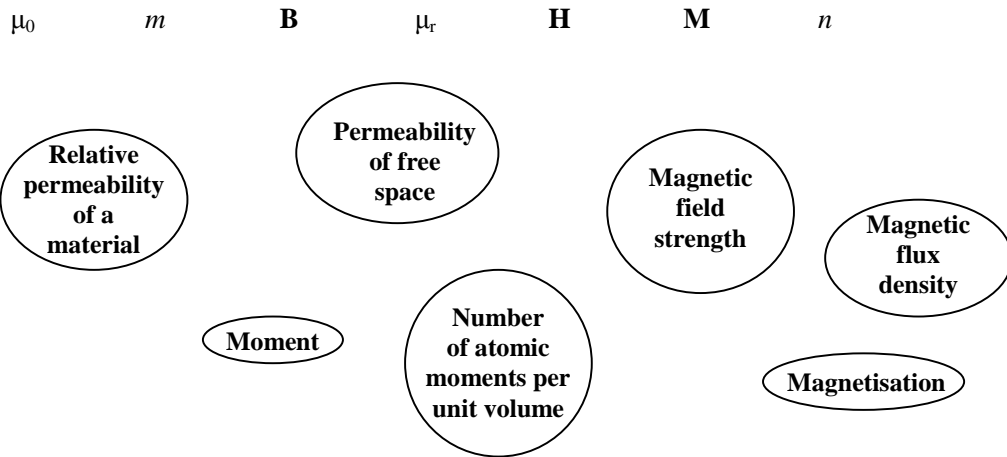 μ₀ m B μᵣ H M n
Relative
permeability
of a
material
Permeability
of free
space
Magnetic
field
strength
Magnetic
flux
density
Moment
Number
of atomic
moments per
unit volume
Magnetisation